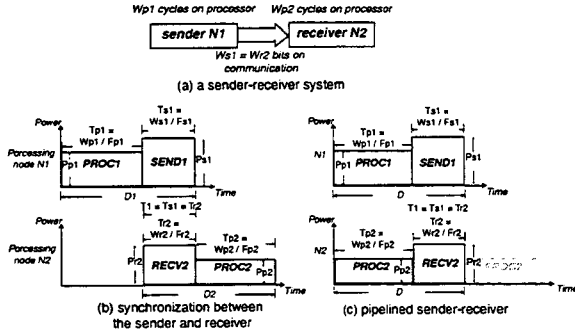 Wp1 cycles on processor
Wp2 cycles on processor
sender N1
receiver N2
Ws1 = Wr2 bits on
communication
(a) a sender-receiver system
Power
Tp1 =
Wp1 / Fp1
Ts1 =
Ws1 / Fs1
Porcessing
node N1
Pp1
PROC1
SEND1
Ps1
D1
Time
T1 = Ts1 = Tr2
Power
Tr2 =
Wr2 / Fr2
Tp2 =
Wp2 / Fp2
Porcessing
node N2
Pr2
RECV2
PROC2
Pp2
D2
Time
(b) synchronization between
the sender and receiver
Power
Tp1 =
Wp1 / Fp1
Ts1 =
Ws1 / Fs1
N1
Pp1
PROC1
SEND1
Ps1
D
Time
T1 = Ts1 = Tr2
Power
Tp2 =
Wp2 / Fp2
Tr2 =
Wr2 / Fr2
N2
PROC2
Pp2
RECV2
Pr2
D
Time
(c) pipelined sender-receiver